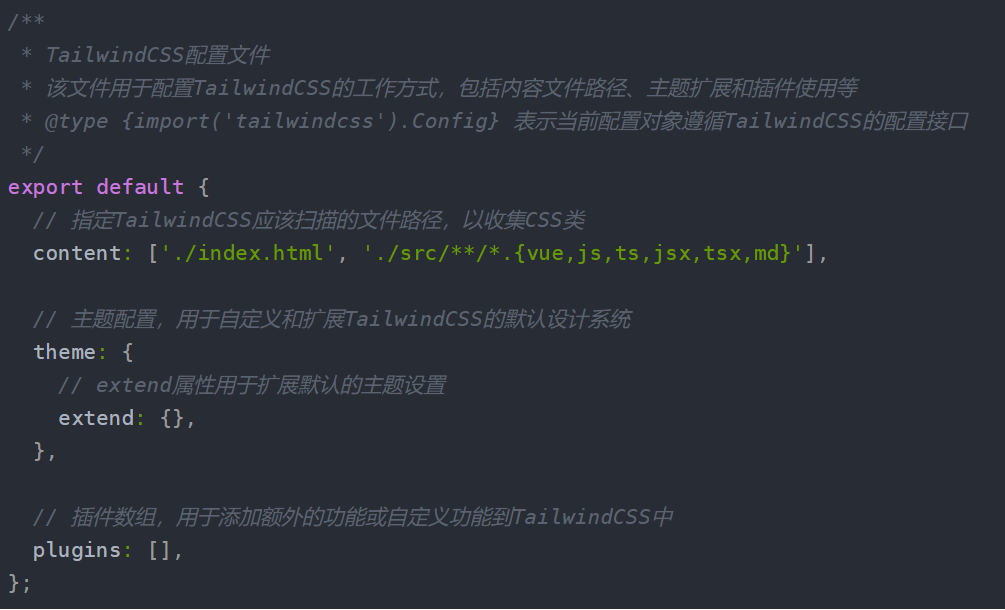 /**
 * TailwindCSS配置文件
 * 该文件用于配置TailwindCSS的工作方式，包括内容文件路径、主题扩展和插件使用等
 * @type {import('tailwindcss').Config} 表示当前配置对象遵循TailwindCSS的配置接口
 */
export default {
  // 指定TailwindCSS应该扫描的文件路径，以收集CSS类
  content: ['./index.html', './src/**/*.{vue,js,ts,jsx,tsx,md}'],

  // 主题配置，用于自定义和扩展TailwindCSS的默认设计系统
  theme: {
    // extend属性用于扩展默认的主题设置
    extend: {},
  },

  // 插件数组，用于添加额外的功能或自定义功能到TailwindCSS中
  plugins: [],
};